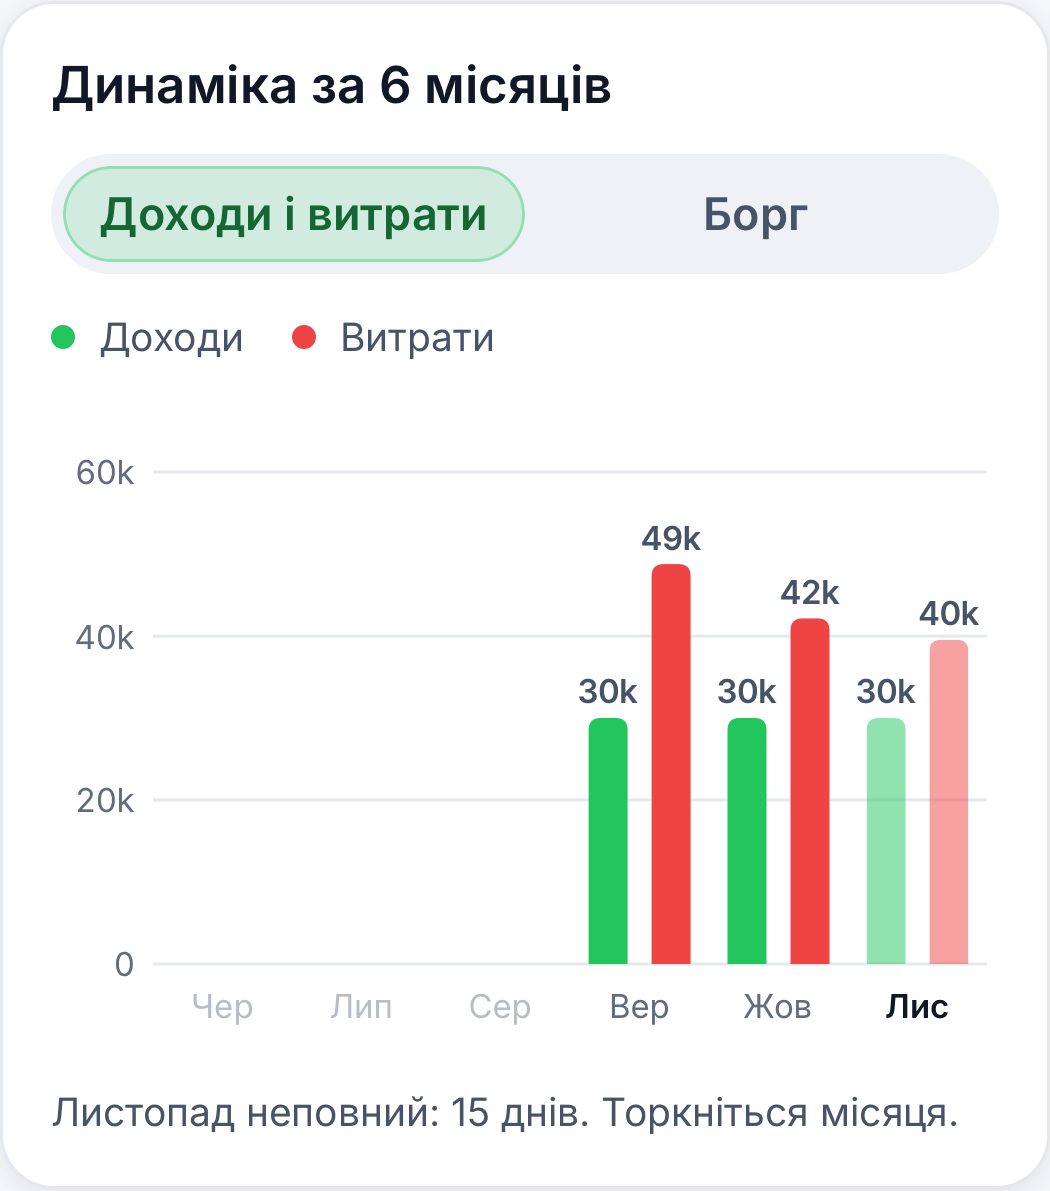 Динаміка за 6 місяців
Доходи і витрати
Борг
Доходи
Витрати
60k
49k
42k
40k
40k
30k
30k
30k
20k
0
Чер
Лип
Сер
Вер
Жов
Лис
Листопад неповний: 15 днів. Торкніться місяця.